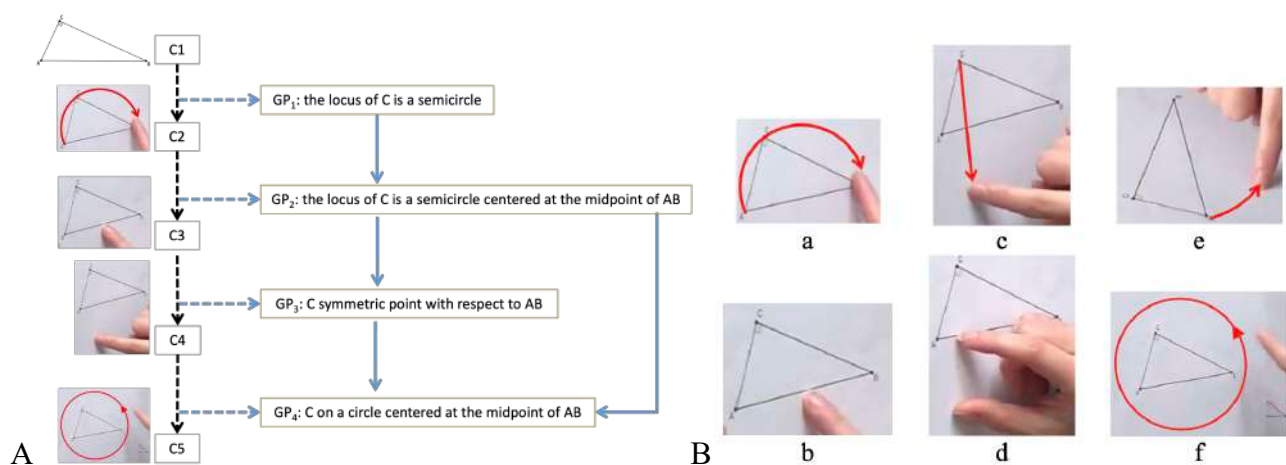 C1
GP1: the locus of C is a semicircle
C2
GP2: the locus of C is a semicircle centered at the midpoint of AB
C3
GP3: C symmetric point with respect to AB
C4
GP4: C on a circle centered at the midpoint of AB
C5
A
a
c
e
b
d
f
B